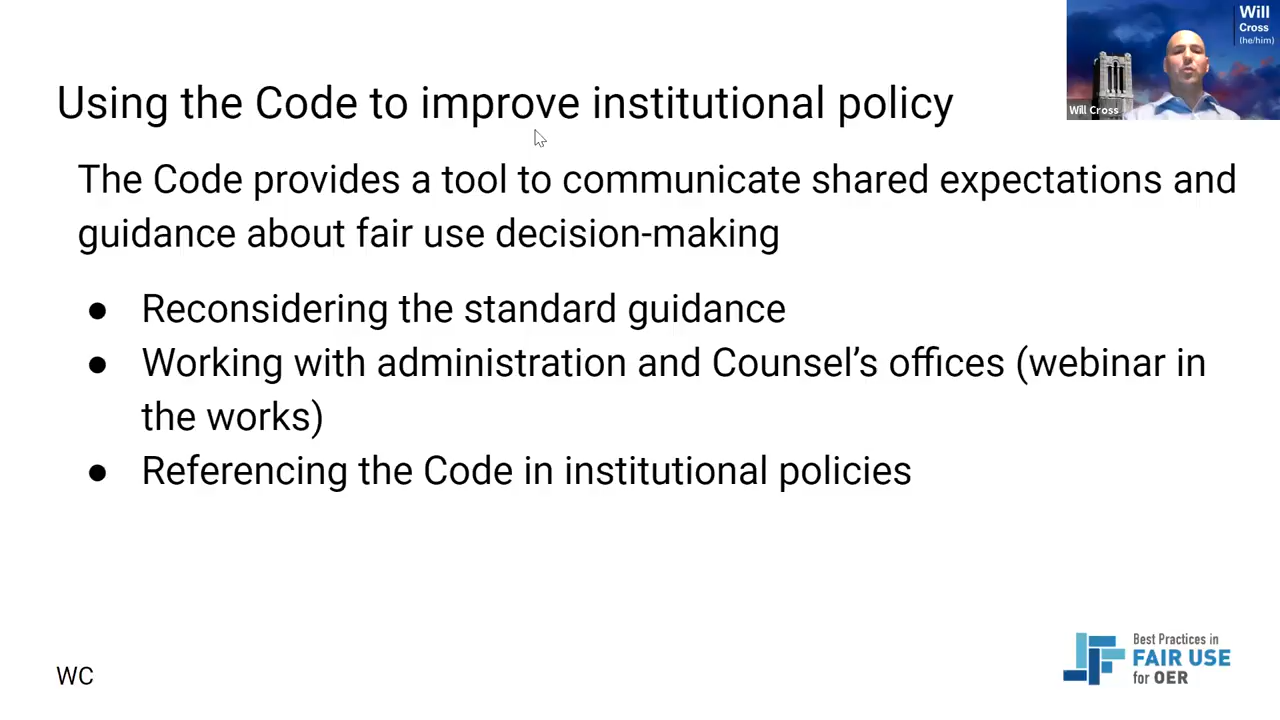 Will
Cross
(he/him)
Will Cross
Using the Code to improve institutional policy
The Code provides a tool to communicate shared expectations and
guidance about fair use decision-making
● Reconsidering the standard guidance
● Working with administration and Counsel’s offices (webinar in
the works)
● Referencing the Code in institutional policies
WC
Best Practices in
FAIR USE
for OER